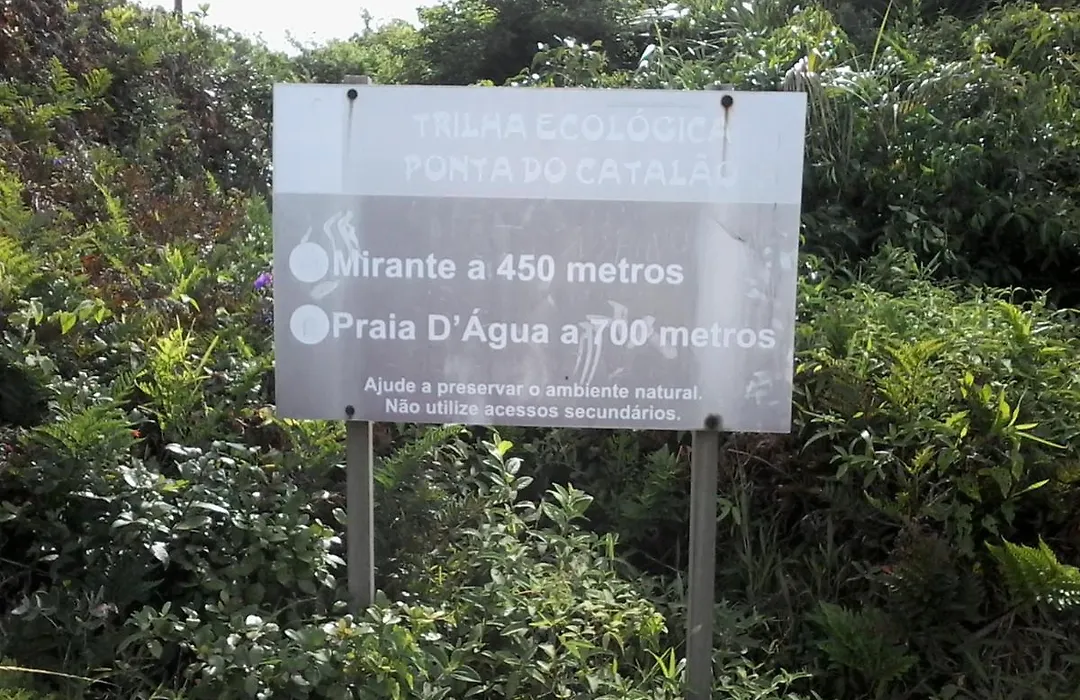 TRILHA ECOLÓGICA
PONTA DO CATALÃO
Mirante a 450 metros
Praia D'Água a 700 metros
Ajude a preservar o ambiente natural.
Não utilize acessos secundários.